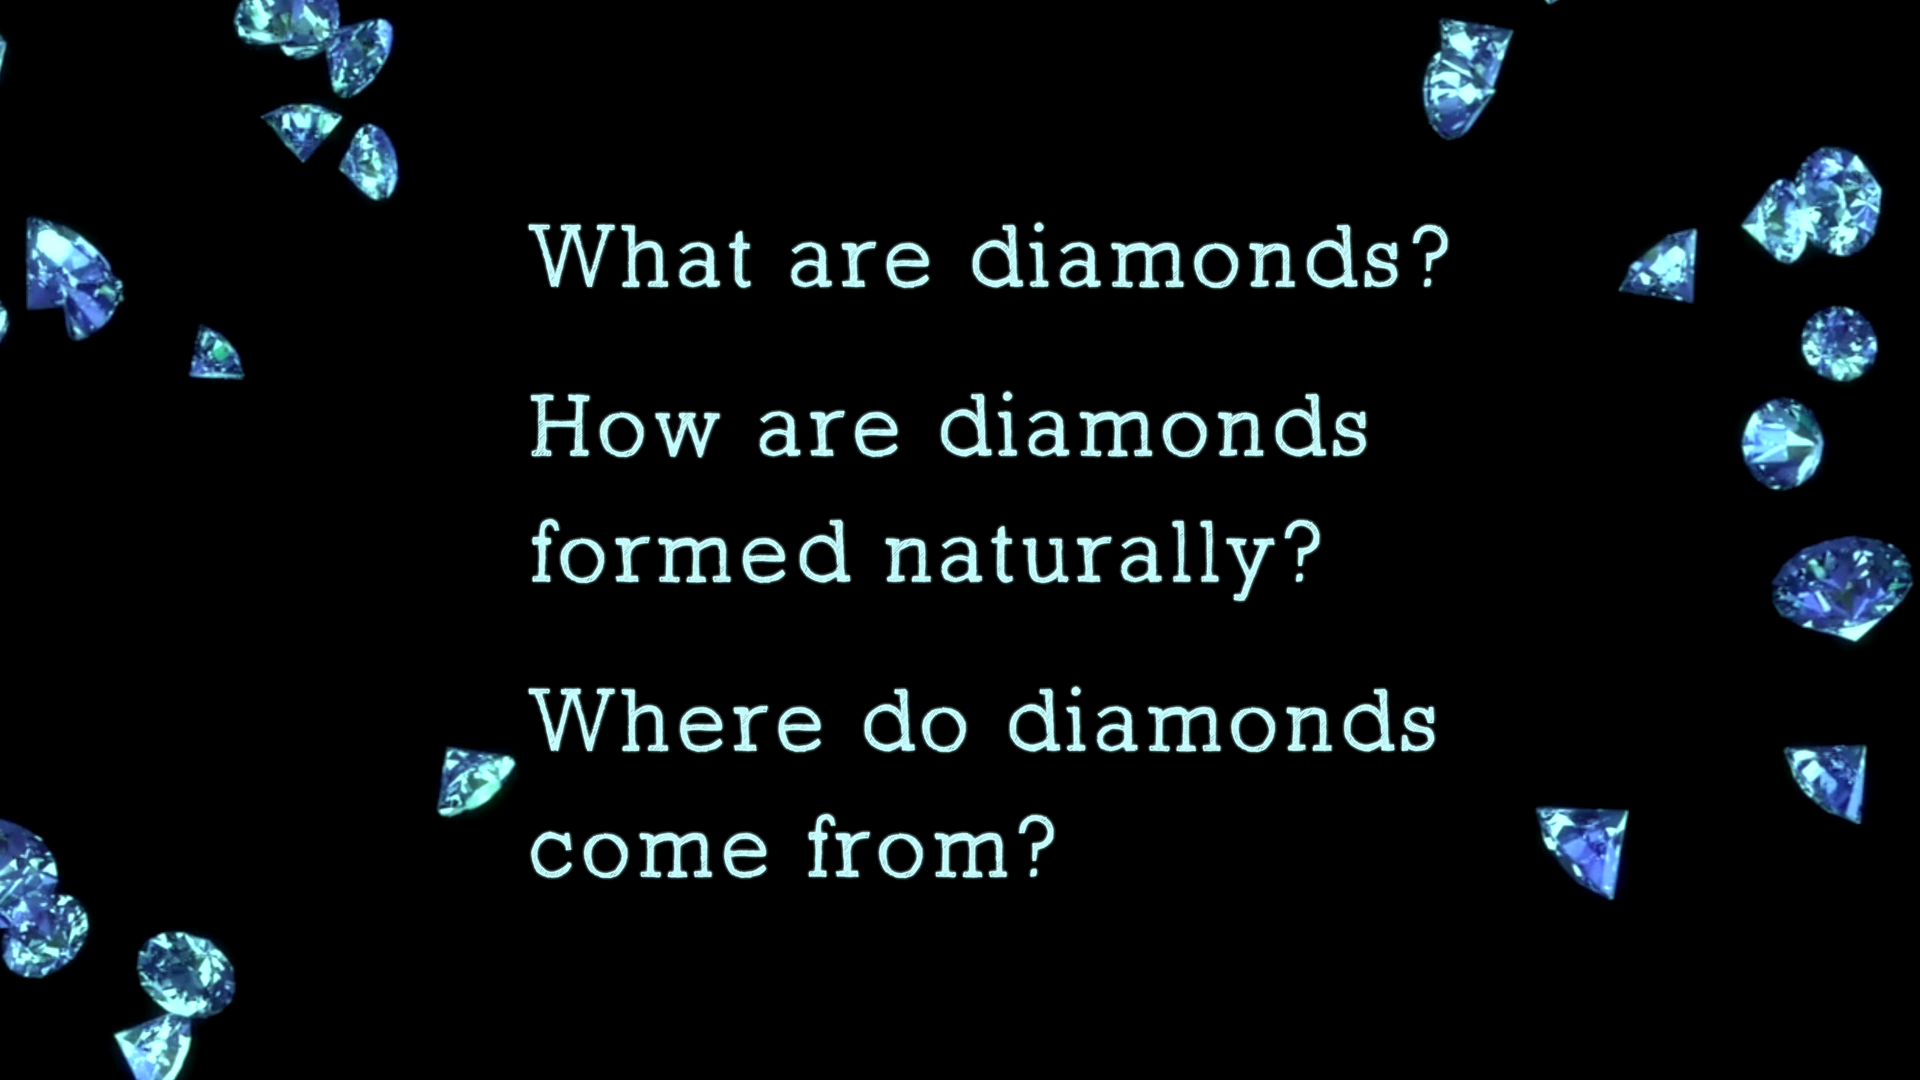 What are diamonds?
How are diamonds
formed naturally?
Where do diamonds
come from?